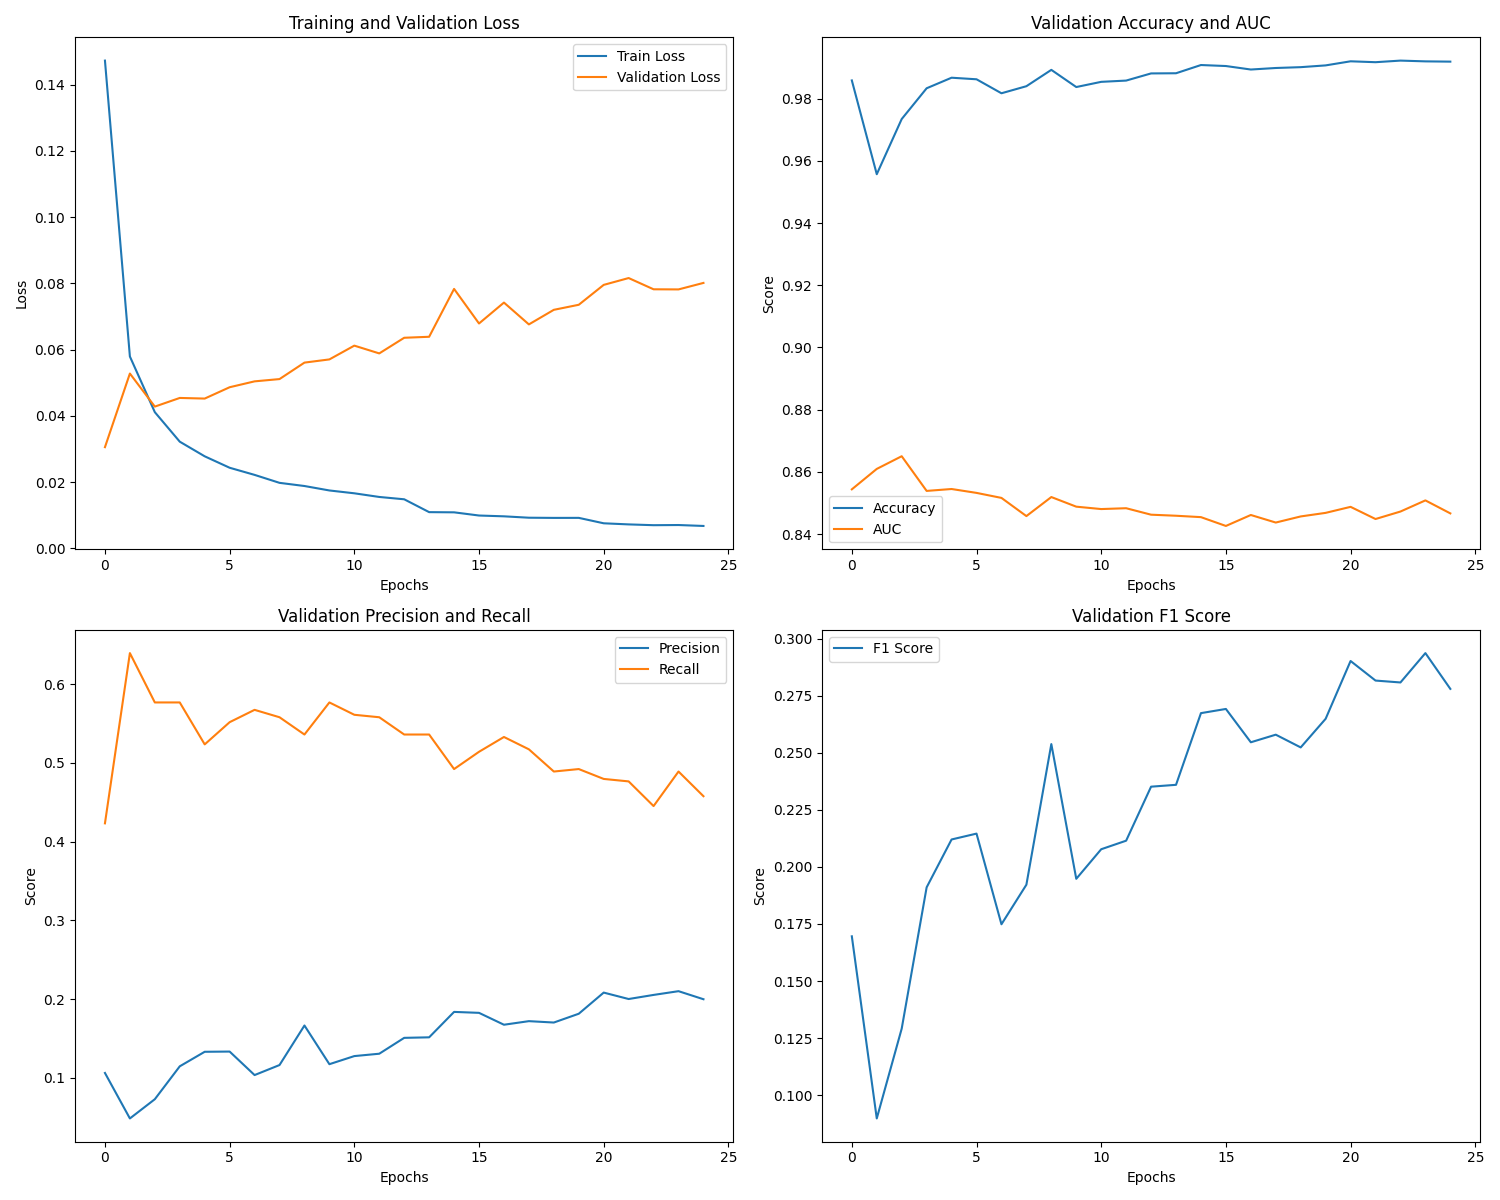 Training and Validation Loss
Train Loss
Validation Loss
0.14
0.12
0.10
0.08
0.06
0.04
0.02
0.00
Loss
0
5
10
15
20
25
Epochs
Validation Accuracy and AUC
0.98
0.96
0.94
0.92
0.90
0.88
0.86
0.84
Score
Accuracy
AUC
0
5
10
15
20
25
Epochs
Validation Precision and Recall
Precision
Recall
0.6
0.5
0.4
0.3
0.2
0.1
Score
0
5
10
15
20
25
Epochs
Validation F1 Score
F1 Score
0.300
0.275
0.250
0.225
0.200
0.175
0.150
0.125
0.100
Score
0
5
10
15
20
25
Epochs